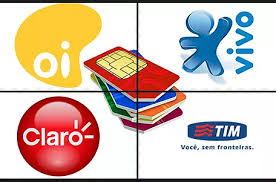 oi
vivo
Claro
TIM
Você, sem fronteiras.